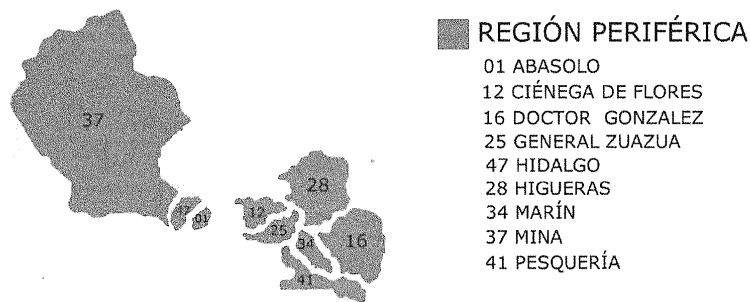 REGIÓN PERIFÉRICA
01 ABASOLO
12 CIÉNEGA DE FLORES
16 DOCTOR GONZALEZ
25 GENERAL ZUAZUA
47 HIDALGO
28 HIGUERAS
34 MARÍN
37 MINA
41 PESQUERÍA
37
47
01
12
28
25
34
16
41